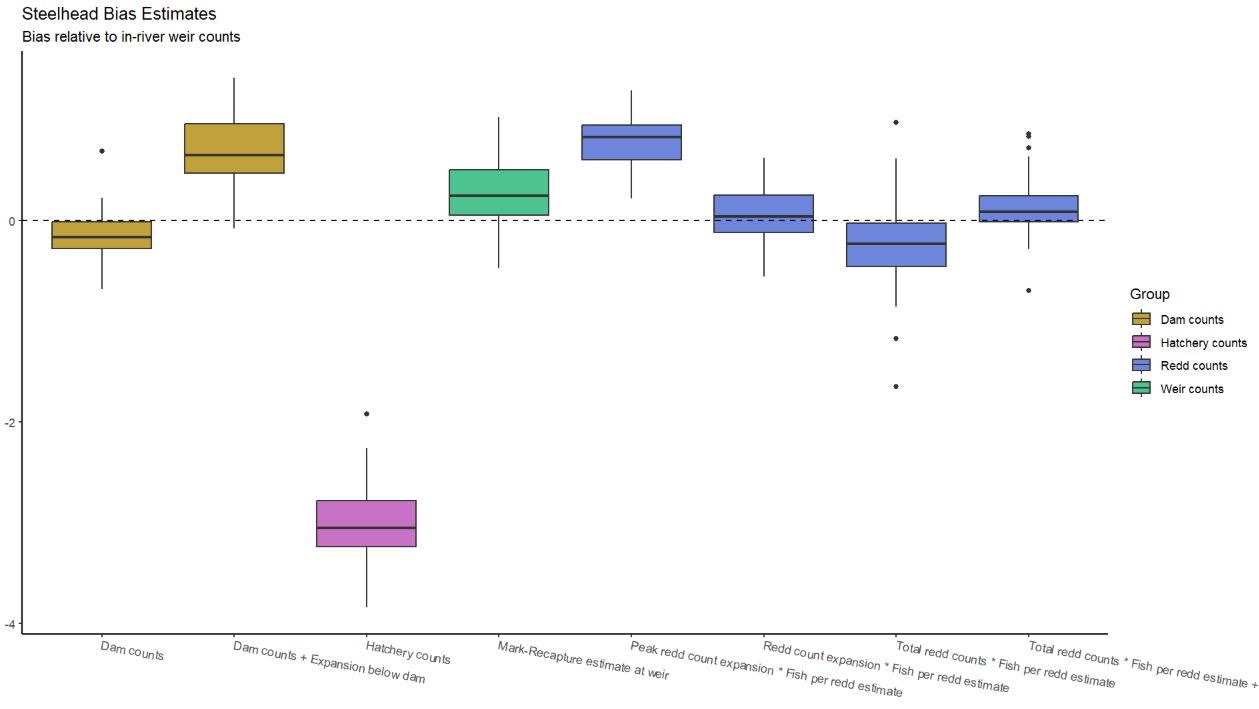 Steelhead Bias Estimates
Bias relative to in-river weir counts
0
-2
-4
Dam counts
Dam counts + Expansion below dam
Hatchery counts
Mark-Recapture estimate at weir
Peak redd count expansion * Fish per redd estimate
Redd count expansion * Fish per redd estimate
Total redd counts * Fish per redd estimate
Total redd counts * Fish per redd estimate +
Group
Dam counts
Hatchery counts
Redd counts
Weir counts